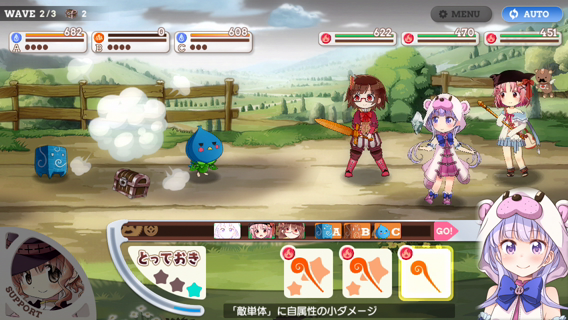 WAVE 2/3 2
MENU
AUTO
682 0 608
A B C
622 470 451
A B C GO!
とっておき
SUPPORT
「敵単体」に自属性の小ダメージ